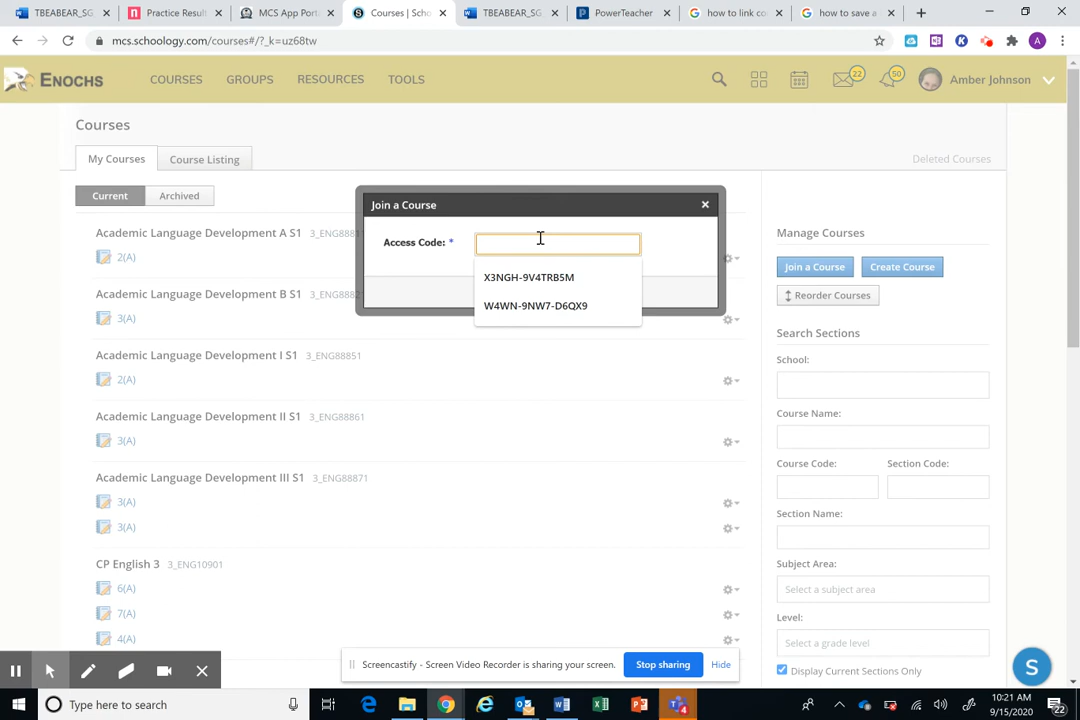 TBEABEAR_SG
Practice Result
MCS App Port
Courses | Scho
TBEABEAR_SG
PowerTeacher
how to link co
how to save a
mcs.schoology.com/courses#/?_k=uz68tw
A
ENOCHS
COURSES
GROUPS
RESOURCES
TOOLS
22
50
Amber Johnson
Courses
My Courses
Course Listing
Deleted Courses
Current
Archived
Join a Course
Access Code: *
X3NGH-9V4TRB5M
W4WN-9NW7-D6QX9
Academic Language Development A S1 3_ENG8881
2(A)
Academic Language Development B S1 3_ENG882
3(A)
Academic Language Development I S1 3_ENG88851
2(A)
Academic Language Development II S1 3_ENG88861
3(A)
Academic Language Development III S1 3_ENG88871
3(A)
3(A)
CP English 3 3_ENG10901
6(A)
7(A)
4(A)
Manage Courses
Join a Course
Create Course
Reorder Courses
Search Sections
School:
Course Name:
Course Code:
Section Code:
Section Name:
Subject Area:
Select a subject area
Level:
Select a grade level
Display Current Sections Only
S
Screencastify - Screen Video Recorder is sharing your screen.
Stop sharing
Hide
Type here to search
10:21 AM
9/15/2020
22